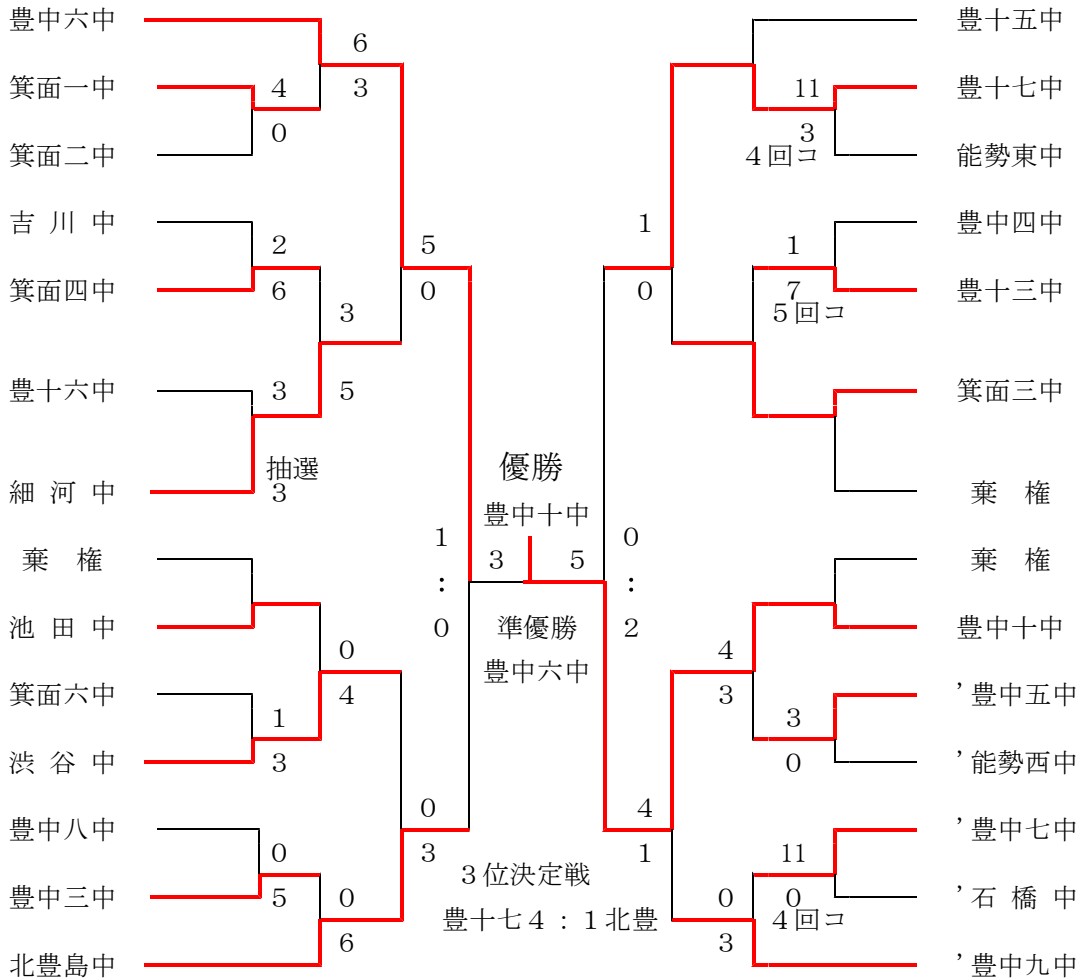 豊中六中
箕面一中
箕面二中
吉 川 中
箕面四中
豊十六中
細 河 中
棄 権
池 田 中
箕面六中
渋 谷 中
豊中八中
豊中三中
北豊島中
6
3
4
0
2
6
3
5
3
抽選
3
5
0
0
4
1
3
0
5
0
6
0
3
1
:
0
優勝
豊中十中
3 5
準優勝
豊中六中
0
:
2
3位決定戦
豊十七4:1北豊
1
0
11
3
4回コ
1
7
5回コ
4
3
3
0
4
1
11
0
4回コ
0
3
豊十五中
豊十七中
能勢東中
豊中四中
豊十三中
箕面三中
棄 権
棄 権
豊中十中
'豊中五中
'能勢西中
'豊中七中
'石 橋 中
'豊中九中